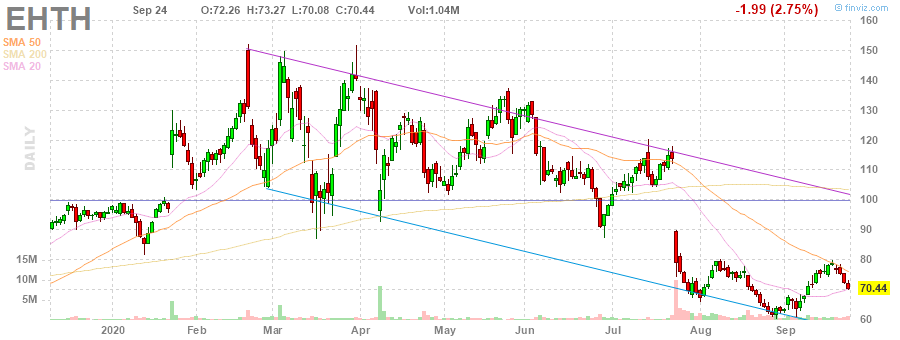 EHTH Sep 24 O:72.26 H:73.27 L:70.08 C:70.44 Vol:1.04M -1.99 (2.75%) © finviz.com
SMA 50
SMA 200
SMA 20
DAILY
160
150
140
130
120
110
100
90
80
70.44
60
15M
10M
5M
2020 Feb Mar Apr May Jun Jul Aug Sep